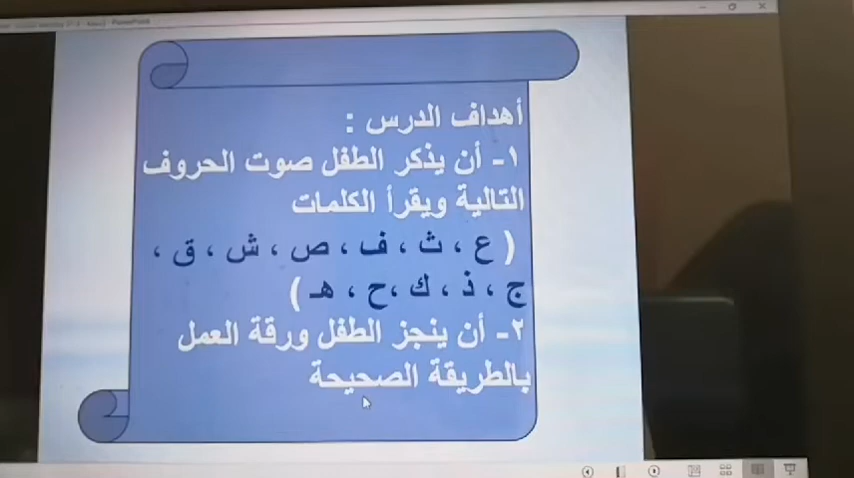 PowerPoint
أهداف الدرس :
١- أن يذكر الطفل صوت الحروف
التالية ويقرأ الكلمات
( ع ، ث ، ف ، ص ، ش ، ق ،
ج ، ذ ، ك ،ح ، هـ )
٢- أن ينجز الطفل ورقة العمل
بالطريقة الصحيحة